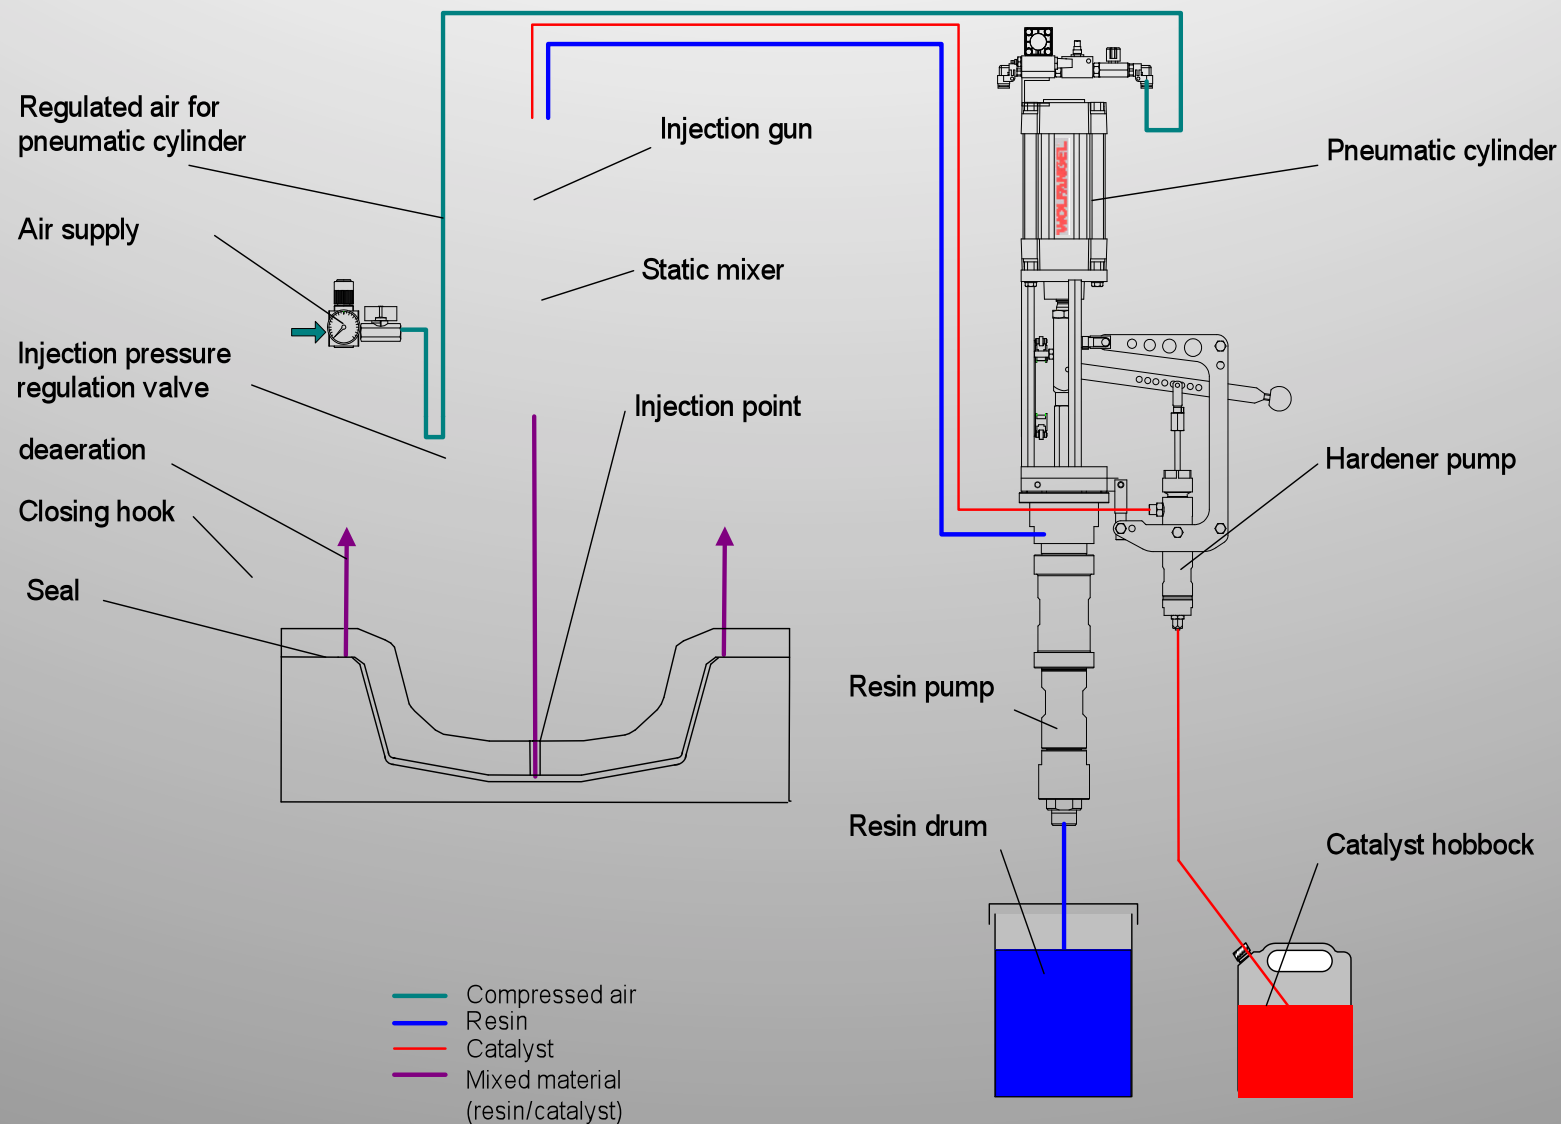 Regulated air for
pneumatic cylinder
Injection gun
Pneumatic cylinder
WOLFANGEL
Air supply
Static mixer
Injection pressure
regulation valve
Injection point
deaeration
Hardener pump
Closing hook
Seal
Resin pump
Resin drum
Catalyst hobbock
Compressed air
Resin
Catalyst
Mixed material
(resin/catalyst)